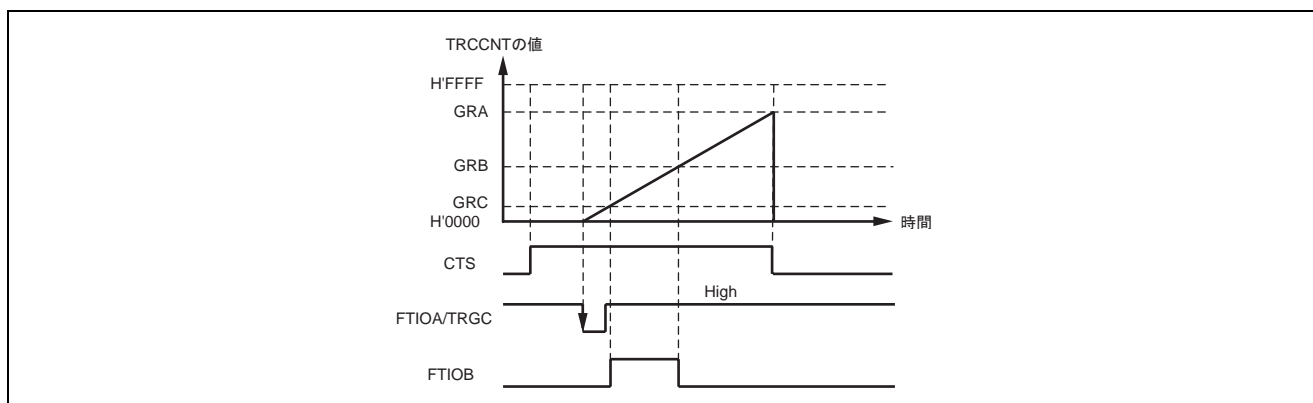 TRCCNTの値
H'FFFF
GRA
GRB
GRC
H'0000
時間
CTS
High
FTIOA/TRGC
FTIOB